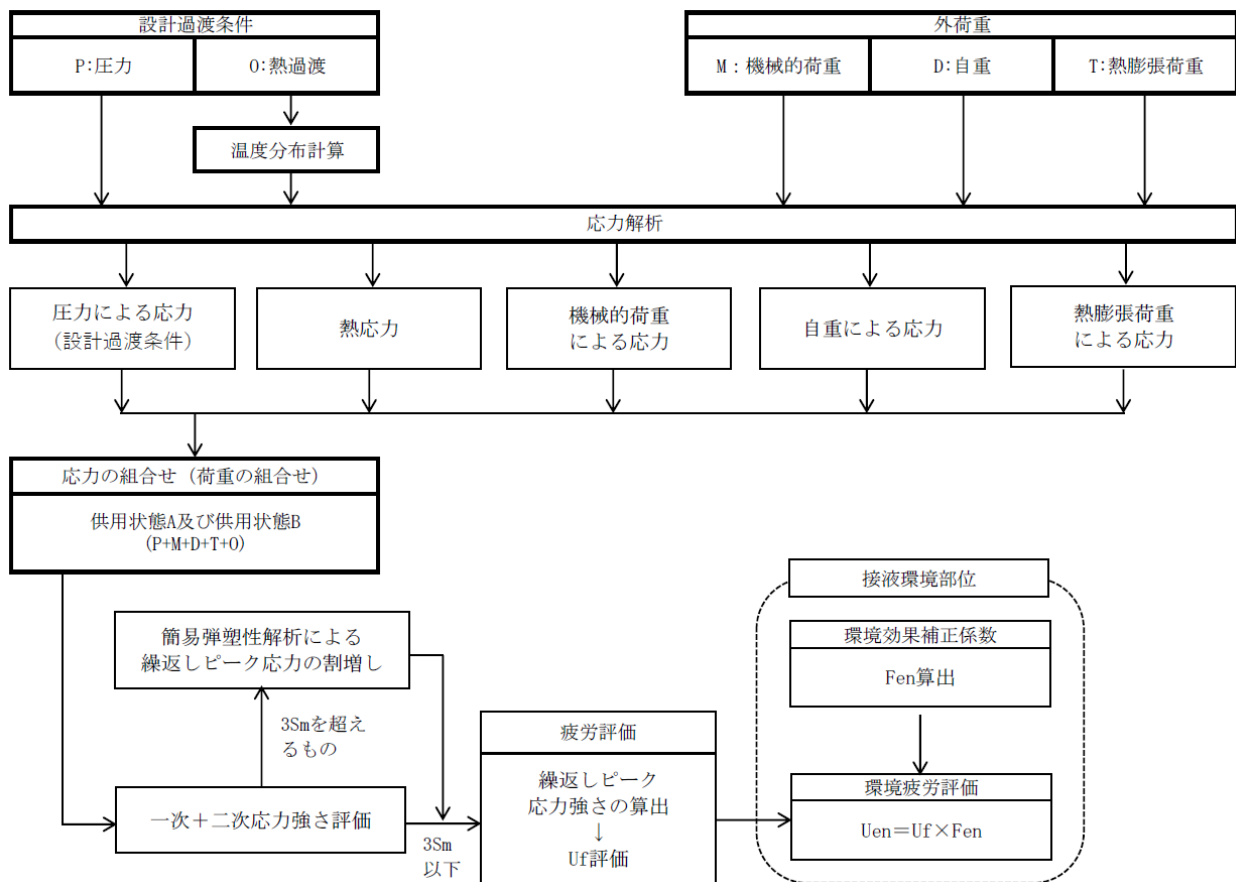 設計過渡条件
P:圧力
O:熱過渡
外荷重
M：機械的荷重
D:自重
T:熱膨張荷重
温度分布計算
応力解析
圧力による応力
(設計過渡条件)
熱応力
機械的荷重
による応力
自重による応力
熱膨張荷重
による応力
応力の組合せ（荷重の組合せ）
供用状態A及び供用状態B
(P+M+D+T+O)
簡易弾塑性解析による
繰返しピーク応力の割増し
3Smを超え
るもの
一次＋二次応力強さ評価
3Sm
以下
疲労評価
繰返しピーク
応力強さの算出
↓
Uf評価
接液環境部位
環境効果補正係数
Fen算出
環境疲労評価
Uen＝Uf×Fen